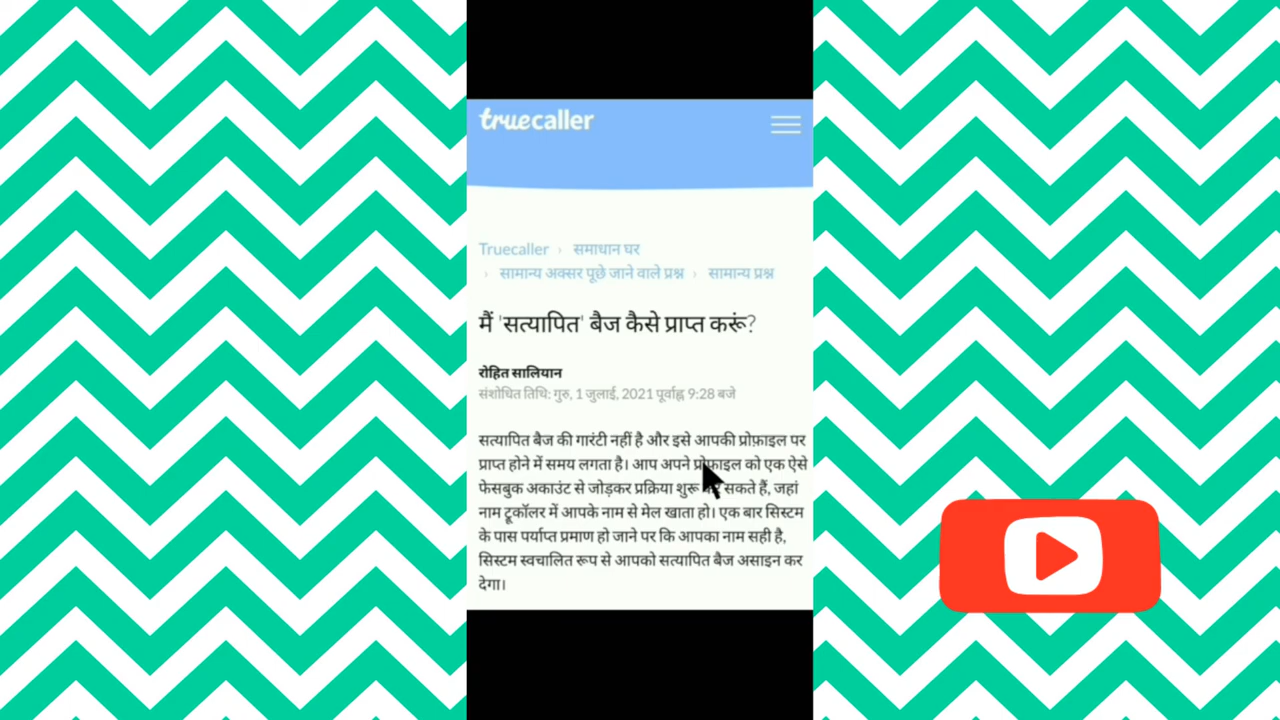 truecaller
Truecaller › समाधान घर
› सामान्य अक्सर पूछे जाने वाले प्रश्न › सामान्य प्रश्न
मैं 'सत्यापित' बैज कैसे प्राप्त करूं?
रोहित सालियान
संशोधित तिथि: गुरु, 1 जुलाई, 2021 पूर्वाह्न 9:28 बजे
सत्यापित बैज की गारंटी नहीं है और इसे आपकी प्रोफ़ाइल पर
प्राप्त होने में समय लगता है। आप अपने प्रोफ़ाइल को एक ऐसे
फेसबुक अकाउंट से जोड़कर प्रक्रिया शुरू सकते हैं, जहां
नाम ट्रूकॉलर में आपके नाम से मेल खाता हो। एक बार सिस्टम
के पास पर्याप्त प्रमाण हो जाने पर कि आपका नाम सही है,
सिस्टम स्वचालित रूप से आपको सत्यापित बैज असाइन कर
देगा।